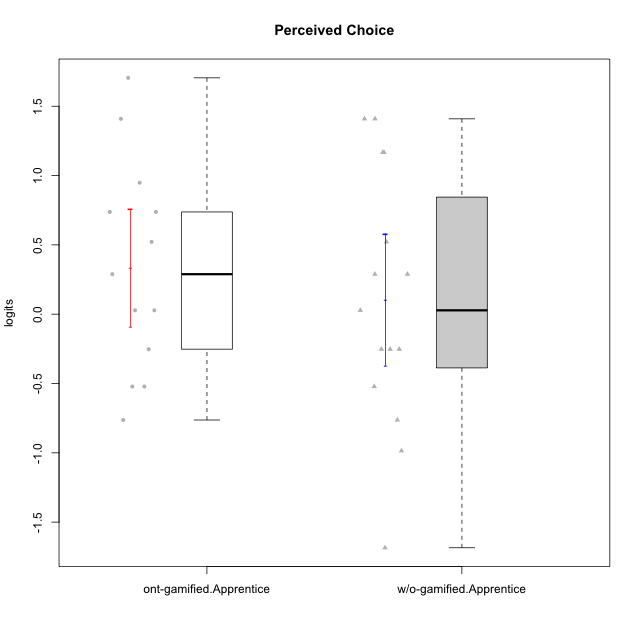 Perceived Choice
logits
1.5
1.0
0.5
0.0
-0.5
-1.0
-1.5
ont-gamified.Apprentice
w/o-gamified.Apprentice